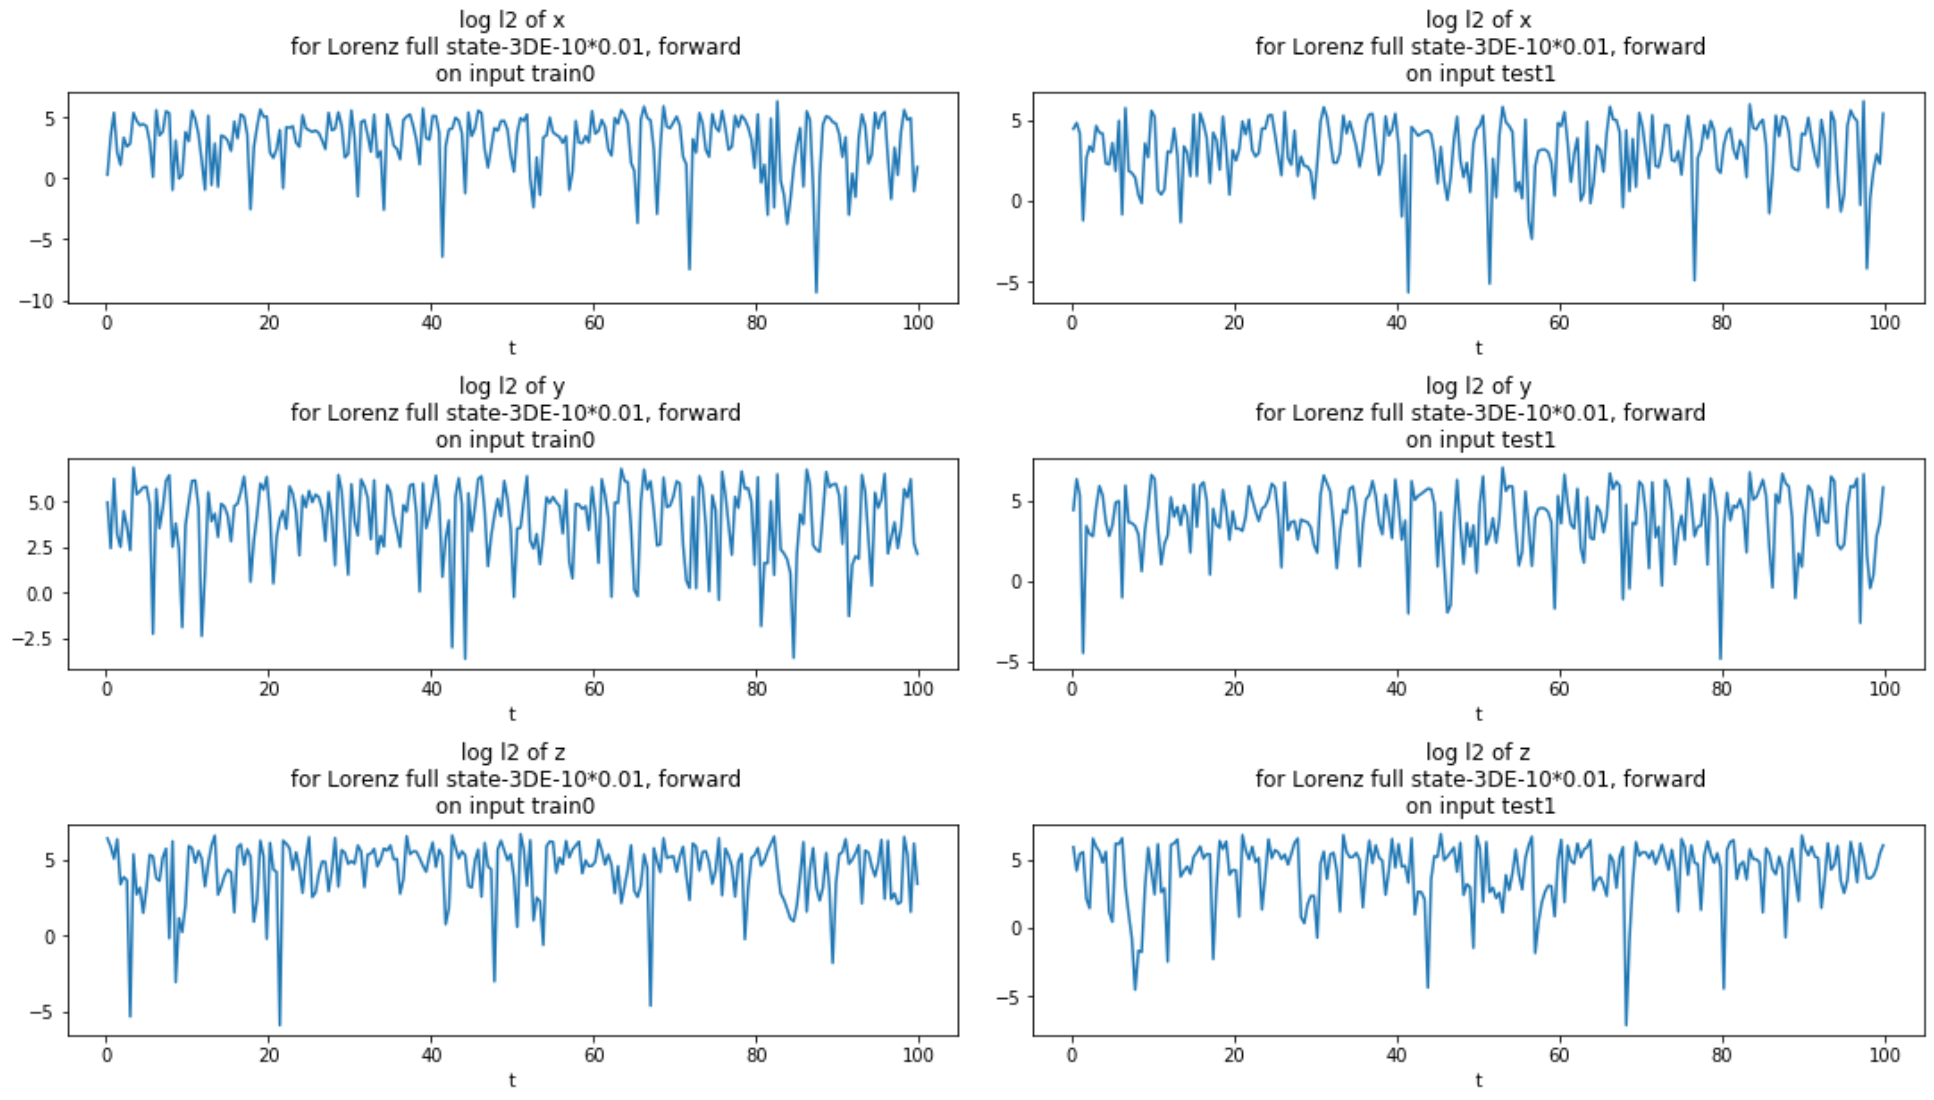 log l2 of x
for Lorenz full state-3DE-10*0.01, forward
on input train0
5
0
−5
−10
0 20 40 60 80 100
t
log l2 of x
for Lorenz full state-3DE-10*0.01, forward
on input test1
5
0
−5
0 20 40 60 80 100
t
log l2 of y
for Lorenz full state-3DE-10*0.01, forward
on input train0
5.0
2.5
0.0
−2.5
0 20 40 60 80 100
t
log l2 of y
for Lorenz full state-3DE-10*0.01, forward
on input test1
5
0
−5
0 20 40 60 80 100
t
log l2 of z
for Lorenz full state-3DE-10*0.01, forward
on input train0
5
0
−5
0 20 40 60 80 100
t
log l2 of z
for Lorenz full state-3DE-10*0.01, forward
on input test1
5
0
−5
0 20 40 60 80 100
t